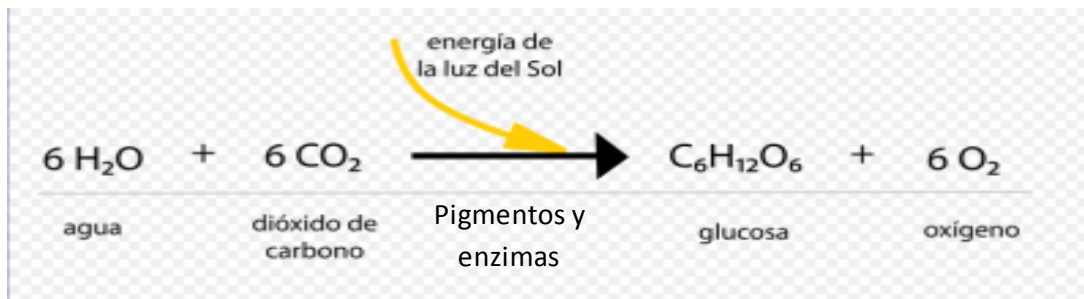 energía de
la luz del Sol
6 H₂O + 6 CO₂ C₆H₁₂O₆ + 6 O₂
agua dióxido de carbono Pigmentos y enzimas glucosa oxígeno